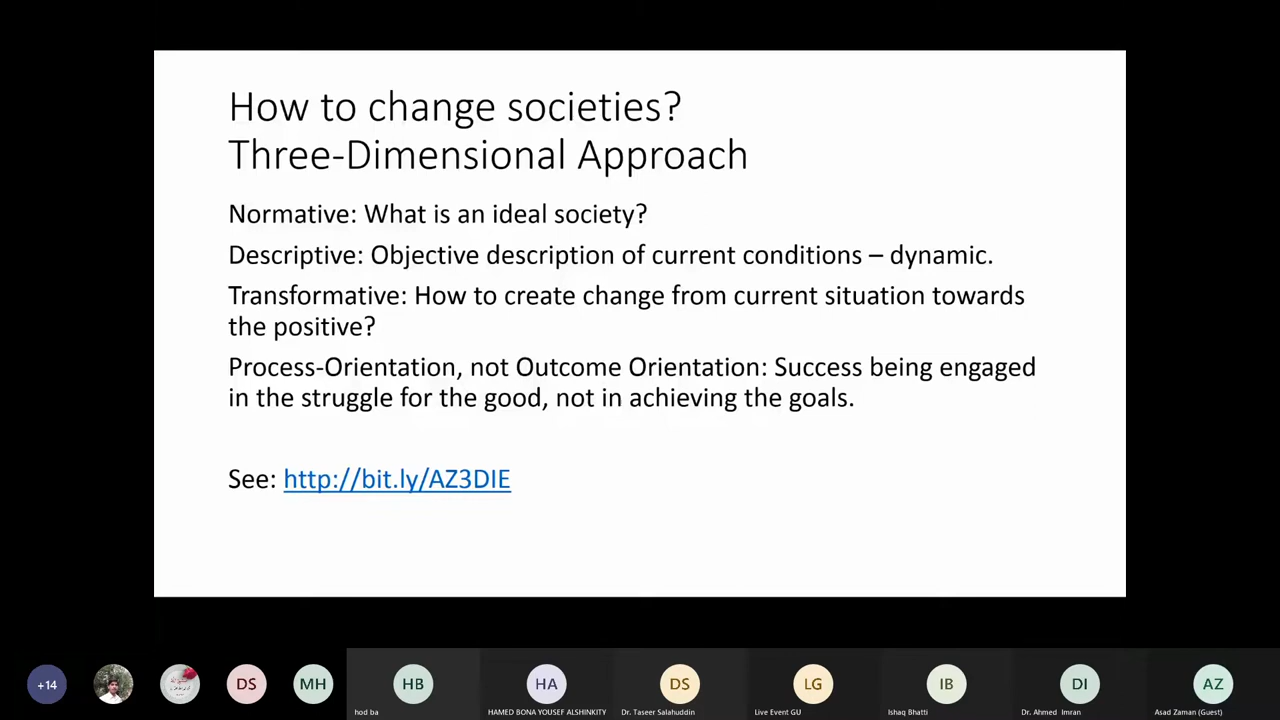 How to change societies?
Three-Dimensional Approach
Normative: What is an ideal society?
Descriptive: Objective description of current conditions – dynamic.
Transformative: How to create change from current situation towards
the positive?
Process-Orientation, not Outcome Orientation: Success being engaged
in the struggle for the good, not in achieving the goals.
See: http://bit.ly/AZ3DIE
+14
DS
MH
HB
HA
DS
LG
IB
DI
AZ
hod ba
HAMED BONA YOUSEF ALSHINKITY
Dr. Taseer Salahuddin
Live Event GU
Ishaq Bhatti
Dr. Ahmed Imran
Asad Zaman (Guest)